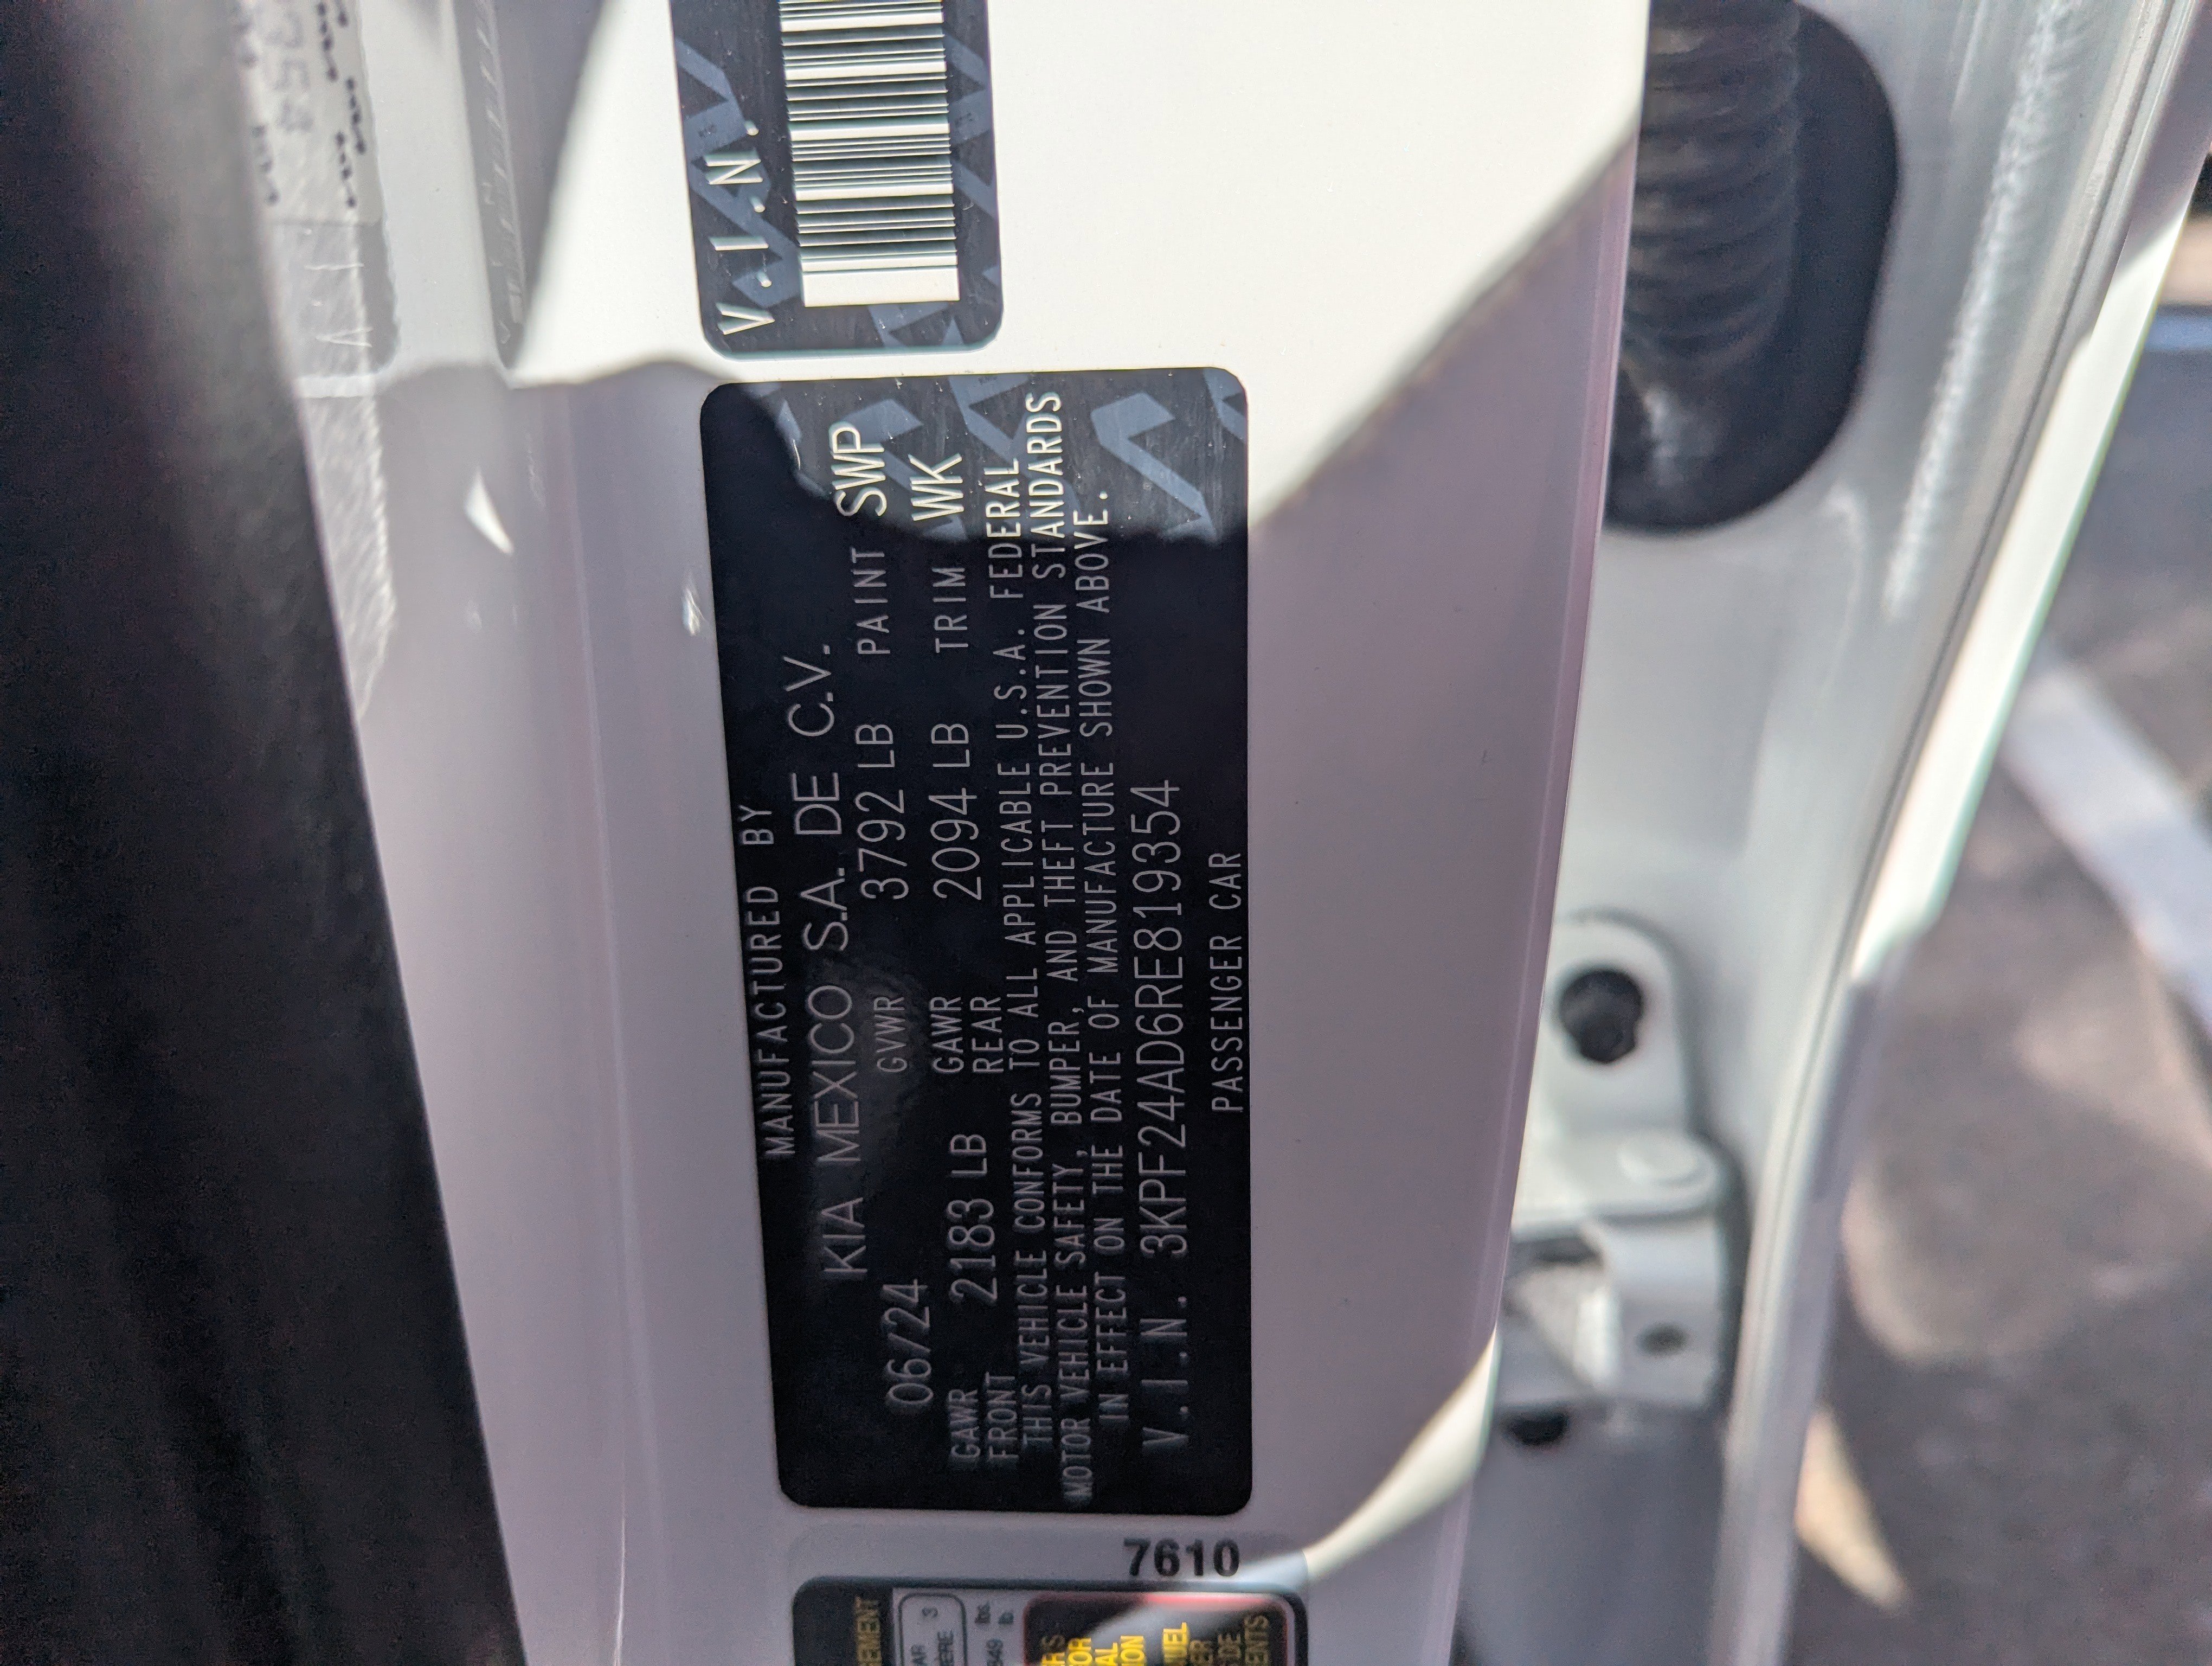 V.I.N.
MANUFACTURED BY
KIA MEXICO S.A. DE C.V.
06/24 GVWR 3792 LB PAINT SWP
GAWR FRONT 2183 LB GAWR REAR 2094 LB TRIM WK
THIS VEHICLE CONFORMS TO ALL APPLICABLE U.S.A. FEDERAL
MOTOR VEHICLE SAFETY, BUMPER, AND THEFT PREVENTION STANDARDS
IN EFFECT ON THE DATE OF MANUFACTURE SHOWN ABOVE.
V.I.N. 3KPF24AD6RE819354
PASSENGER CAR
7610